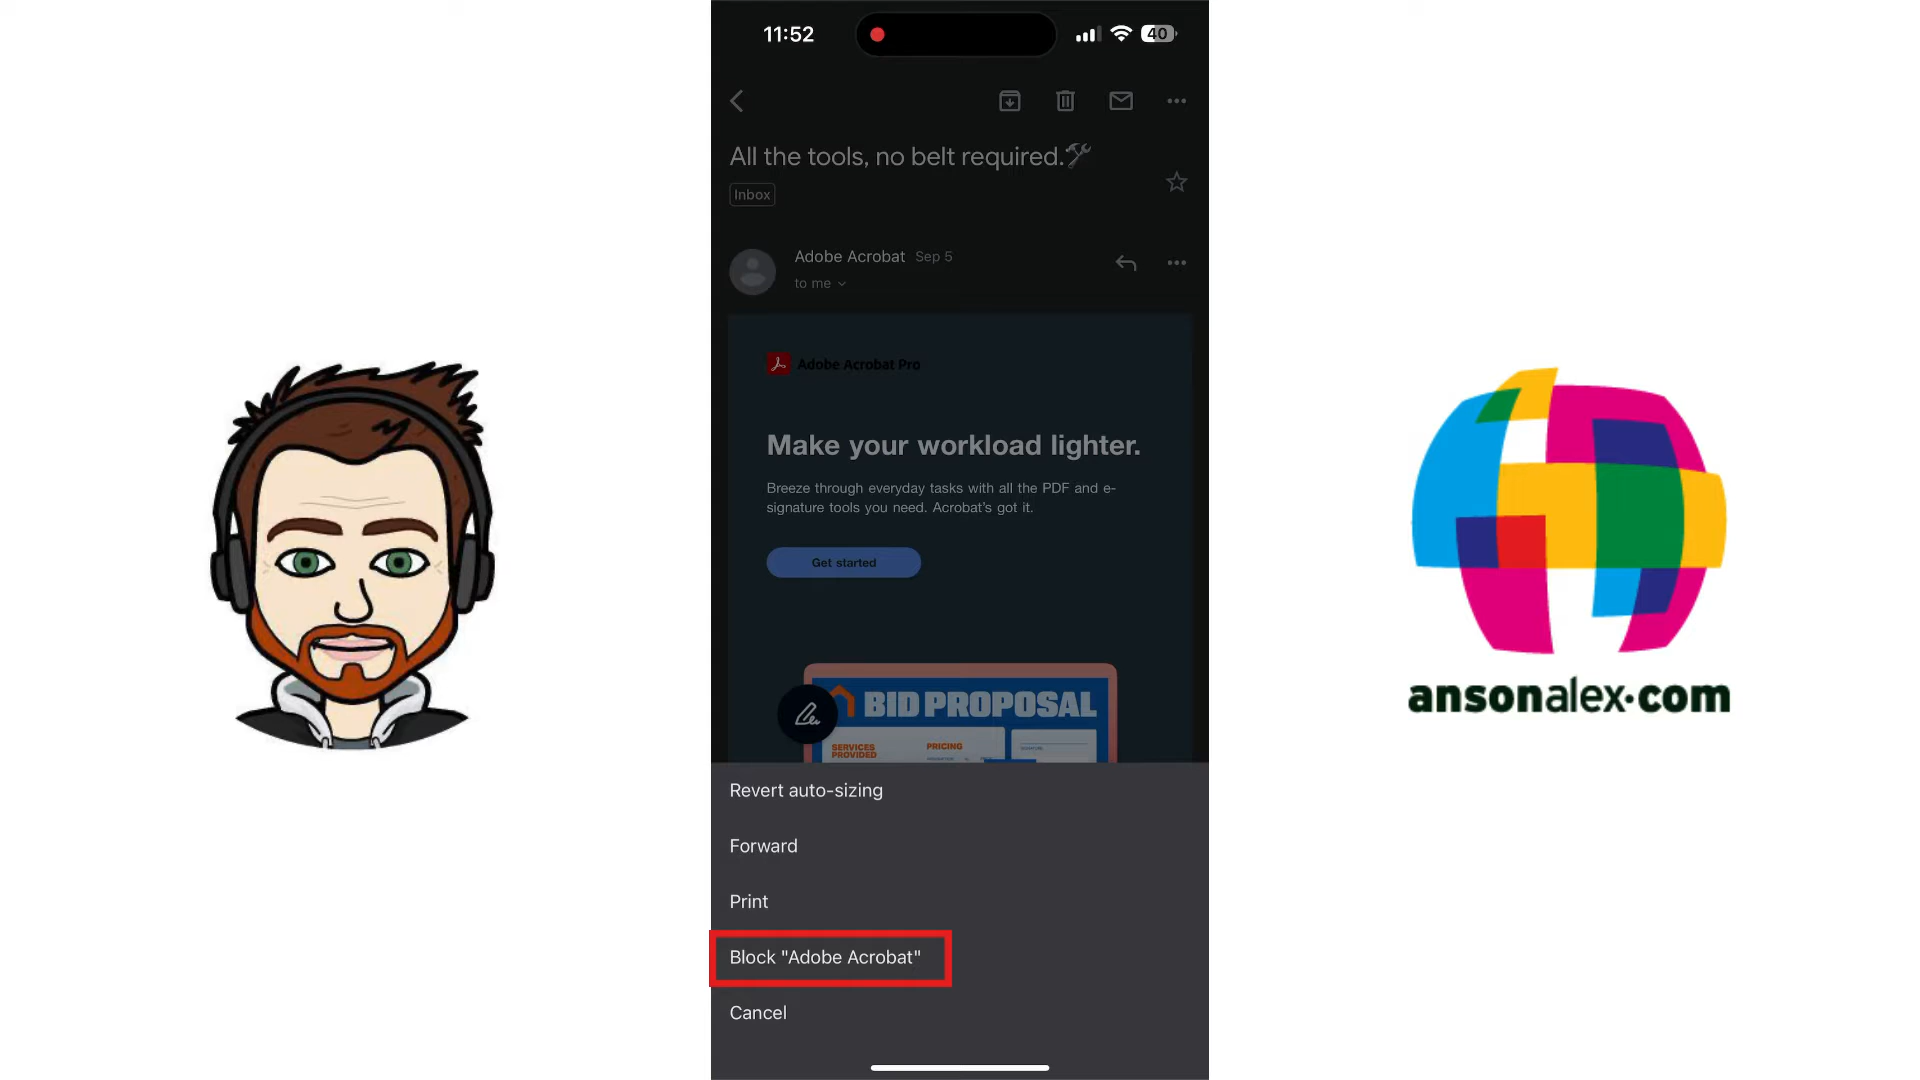 11:52
40
All the tools, no belt required.
Inbox
Adobe Acrobat Sep 5
to me
Adobe Acrobat Pro
Make your workload lighter.
Breeze through everyday tasks with all the PDF and e-
signature tools you need. Acrobat's got it.
Get started
BID PROPOSAL
SERVICES
PROVIDED
PRICING
Revert auto-sizing
Forward
Print
Block "Adobe Acrobat"
Cancel
ansonalex.com